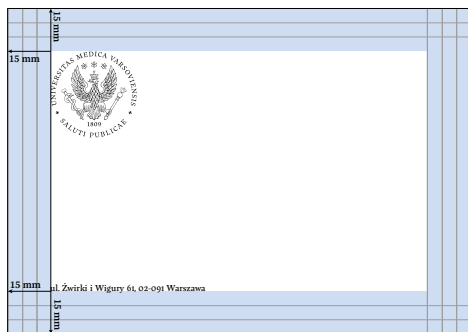 15 mm
15 mm
UNIVERSITAS MEDICA VARSOVIENSIS
1809
SALUTI PUBLICAE
15 mm
ul. Żwirki i Wigury 61, 02-091 Warszawa
15 mm